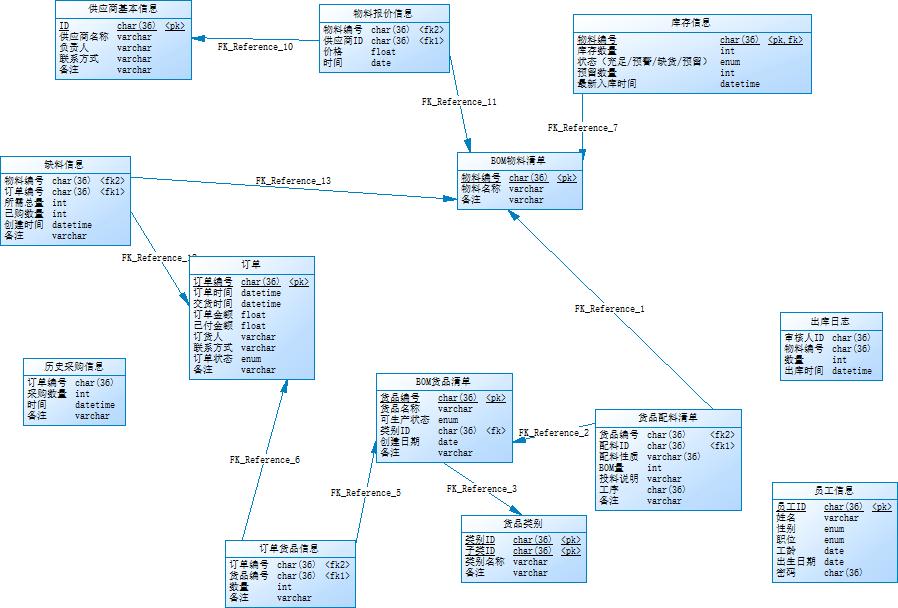 供应商基本信息
ID char(36) <pk>
供应商名称 varchar
负责人 varchar
联系方式 varchar
备注 varchar
物料报价信息
物料编号 char(36) <fk2>
供应商ID char(36) <fk1>
价格 float
时间 date
库存信息
物料编号 char(36) <pk,fk>
库存数量 int
状态（充足/预警/缺货/预留） enum
预留数量 int
最新入库时间 datetime
FK_Reference_10
FK_Reference_11
FK_Reference_7
BOM物料清单
物料编号 char(36) <pk>
物料名称 varchar
备注 varchar
缺料信息
物料编号 char(36) <fk2>
订单编号 char(36) <fk1>
所需总量 int
已购数量 int
创建时间 datetime
备注 varchar
FK_Reference_13
FK_Reference_1
订单
订单编号 char(36) <pk>
订单时间 datetime
交货时间 datetime
订单金额 float
已付金额 float
订货人 varchar
联系方式 varchar
订单状态 enum
备注 varchar
FK_Reference_1
出库日志
审核人ID char(36)
物料编号 char(36)
数量 int
出库时间 datetime
历史采购信息
订单编号 char(36)
采购数量 int
时间 datetime
备注 varchar
BOM货品清单
货品编号 char(36) <pk>
货品名称 varchar
可生产状态 enum
类别ID char(36) <fk>
创建日期 date
备注 varchar
货品配料清单
货品编号 char(36) <fk2>
配料ID char(36) <fk1>
配料性质 varchar(36)
BOM量 int
投料说明 varchar
工序 char(36)
备注 varchar
FK_Reference_2
FK_Reference_6
FK_Reference_5
FK_Reference_3
货品类别
类别ID char(36) <pk>
子类ID char(36) <pk>
类别名称 varchar
备注 varchar
员工信息
员工ID char(36) <pk>
姓名 varchar
性别 enum
职位 enum
工龄 date
出生日期 date
密码 char(36)
订单货品信息
订单编号 char(36) <fk2>
货品编号 char(36) <fk1>
数量 int
备注 varchar